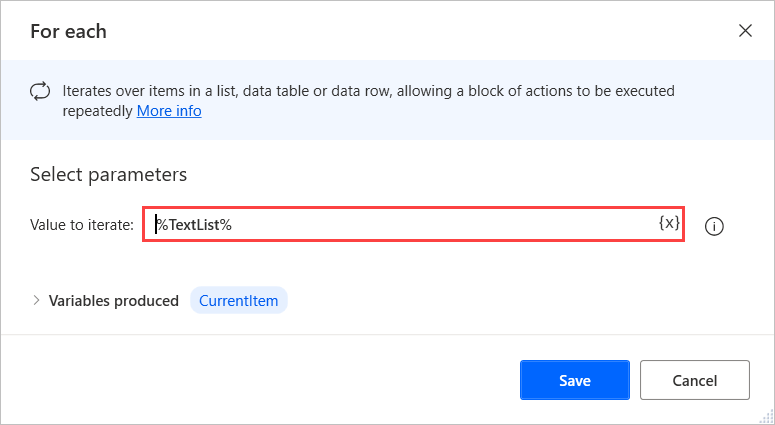 For each
Iterates over items in a list, data table or data row, allowing a block of actions to be executed
repeatedly More info
Select parameters
Value to iterate: %TextList% {x}
Variables produced CurrentItem
Save Cancel